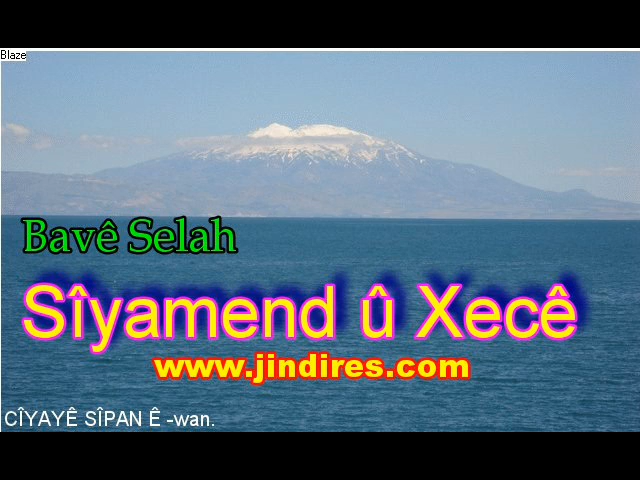 Blaze
Bavê Selah
Sîyamend û Xecê
www.jindires.com
CÎYAYÊ SÎPAN Ê -wan.